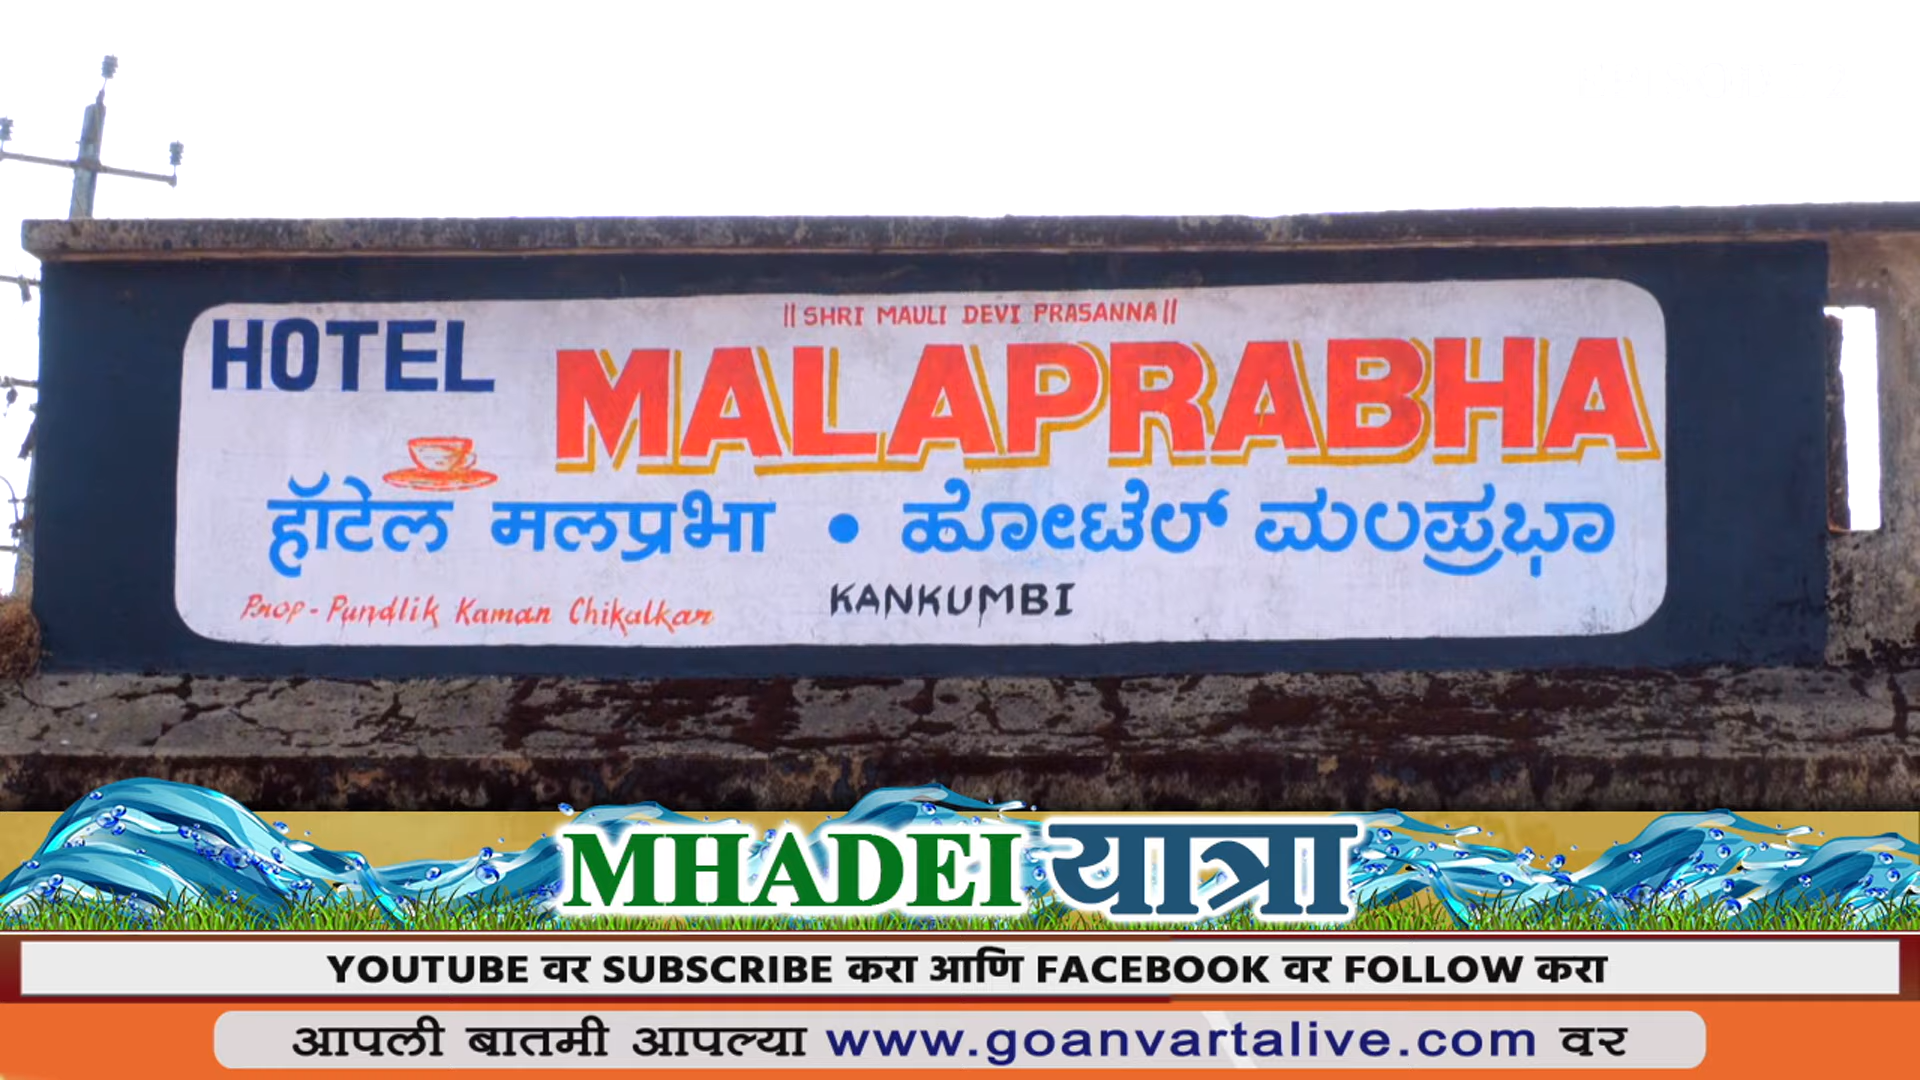 || SHRI MAULI DEVI PRASANNA ||
HOTEL MALAPRABHA
हॉटेल मलप्रभा • ಹೋಟೆಲ್ ಮಲಪ್ರಭಾ
KANKUMBI
Prop - Pundlik Kaman Chikalkar
MHADEI यात्रा
YOUTUBE वर SUBSCRIBE करा आणि FACEBOOK वर FOLLOW करा
आपली बातमी आपल्या www.goanvartalive.com वर